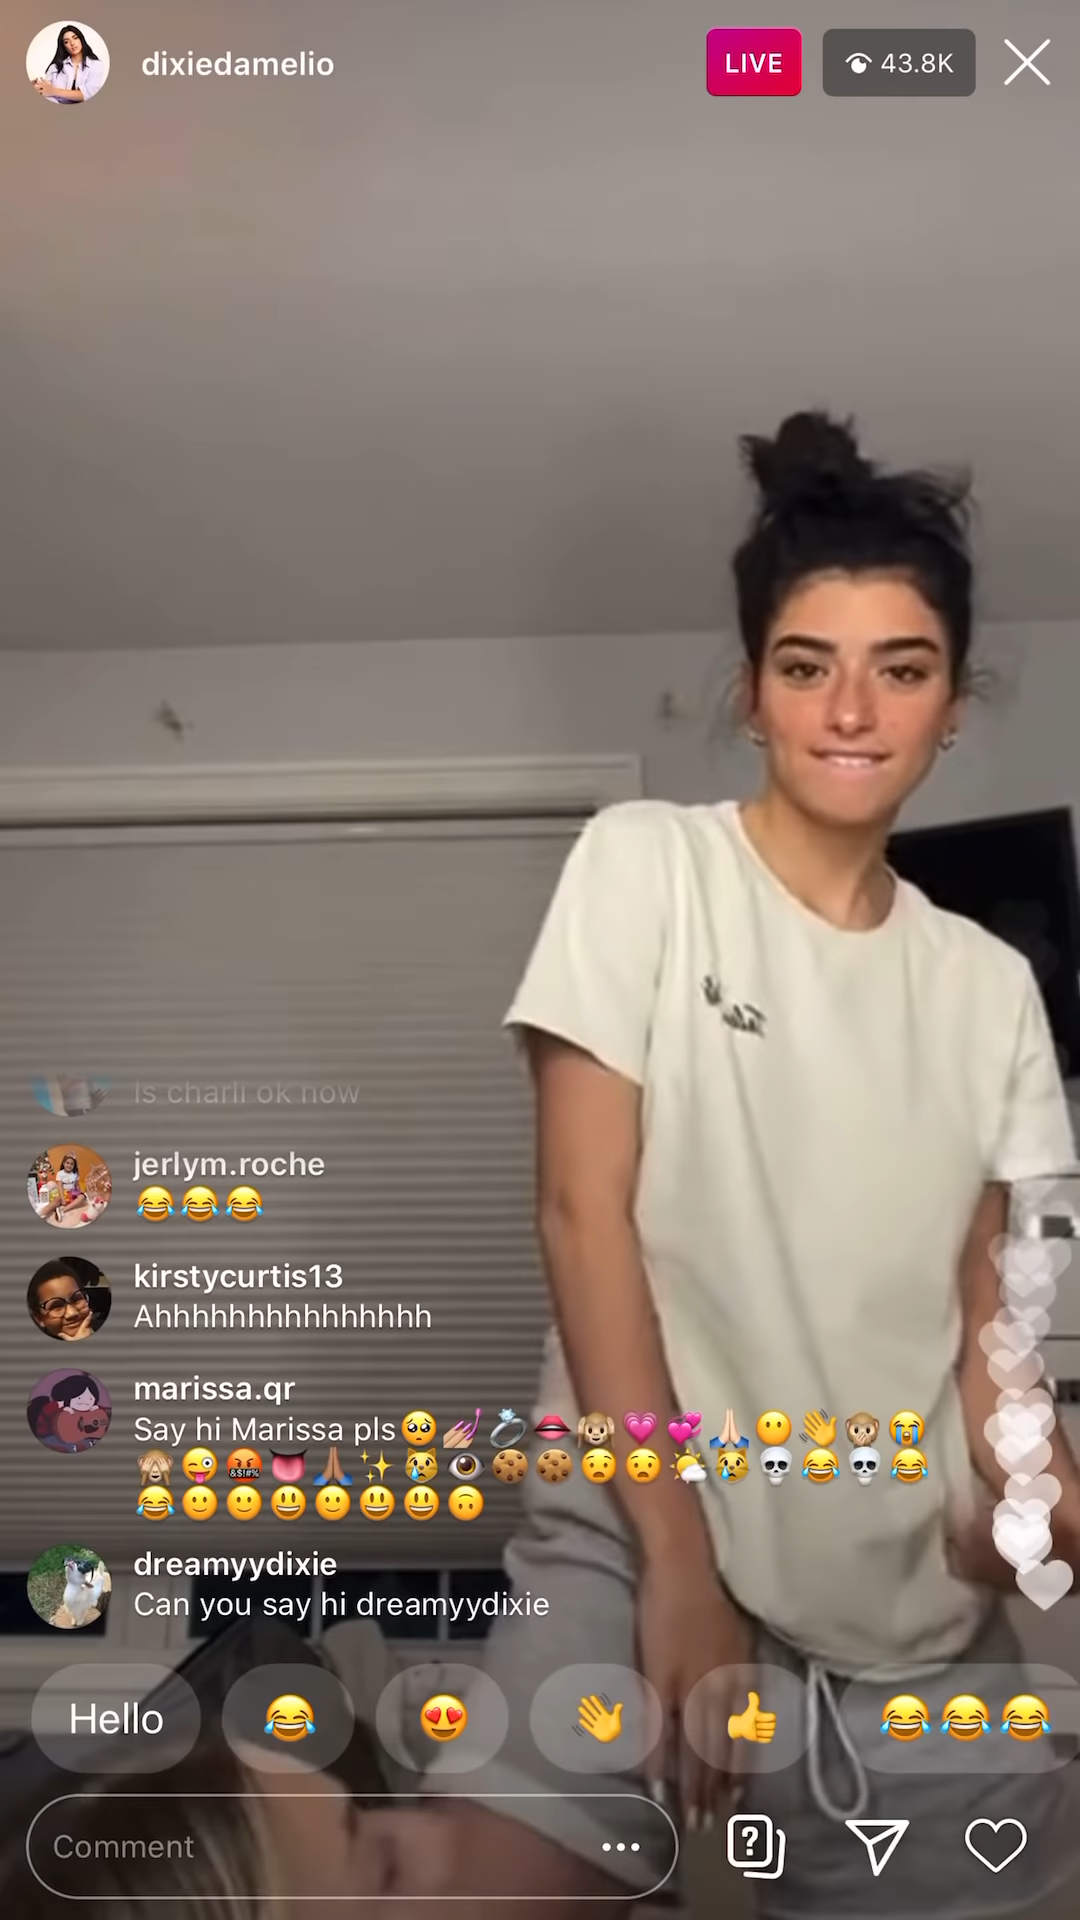 dixiedamelio
LIVE
43.8K
Is charli ok now
jerlym.roche
😂😂😂
kirstycurtis13
Ahhhhhhhhhhhhhhhh
marissa.qr
Say hi Marissa pls🥺💅🏼💍👄🐵💗💞🙏🏻😶👋🙊😭
🙈😜🤬👅🙏🏾✨😿👁🍪🍪😧😧🌤😿💀😂💀😂
😂🙂🙂😃🙂😃😃🙃
dreamyydixie
Can you say hi dreamyydixie
Hello 😂 😍 👋 👍 😂😂😂
Comment